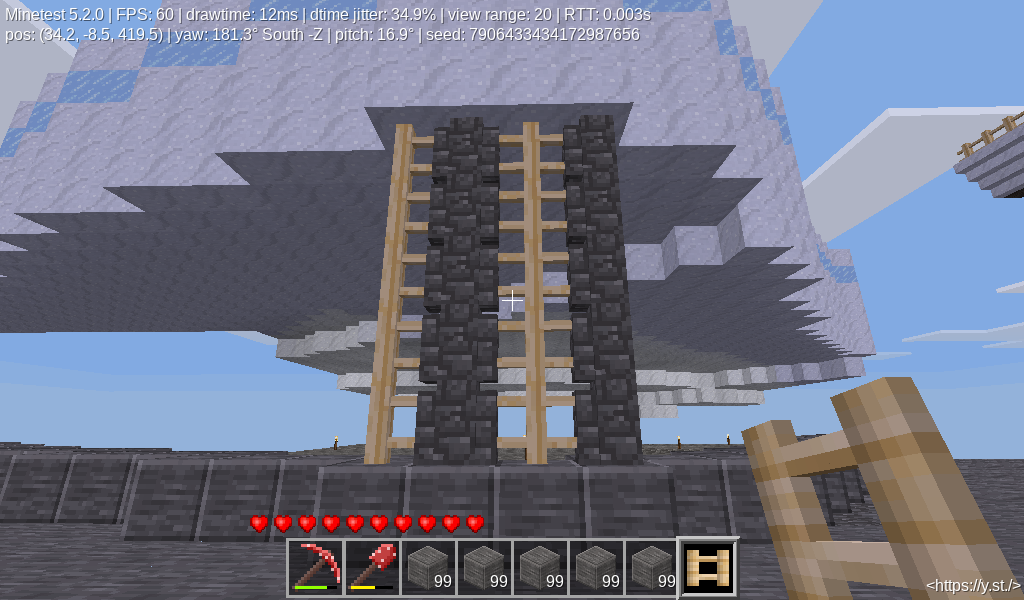 Minetest 5.2.0 | FPS: 60 | drawtime: 12ms | dtime jitter: 34.9% | view range: 20 | RTT: 0.003s
pos: (34.2, -8.5, 419.5) | yaw: 181.3° South -Z | pitch: 16.9° | seed: 7906433434172987656
99 99 99 99 99
<https://y.st./>